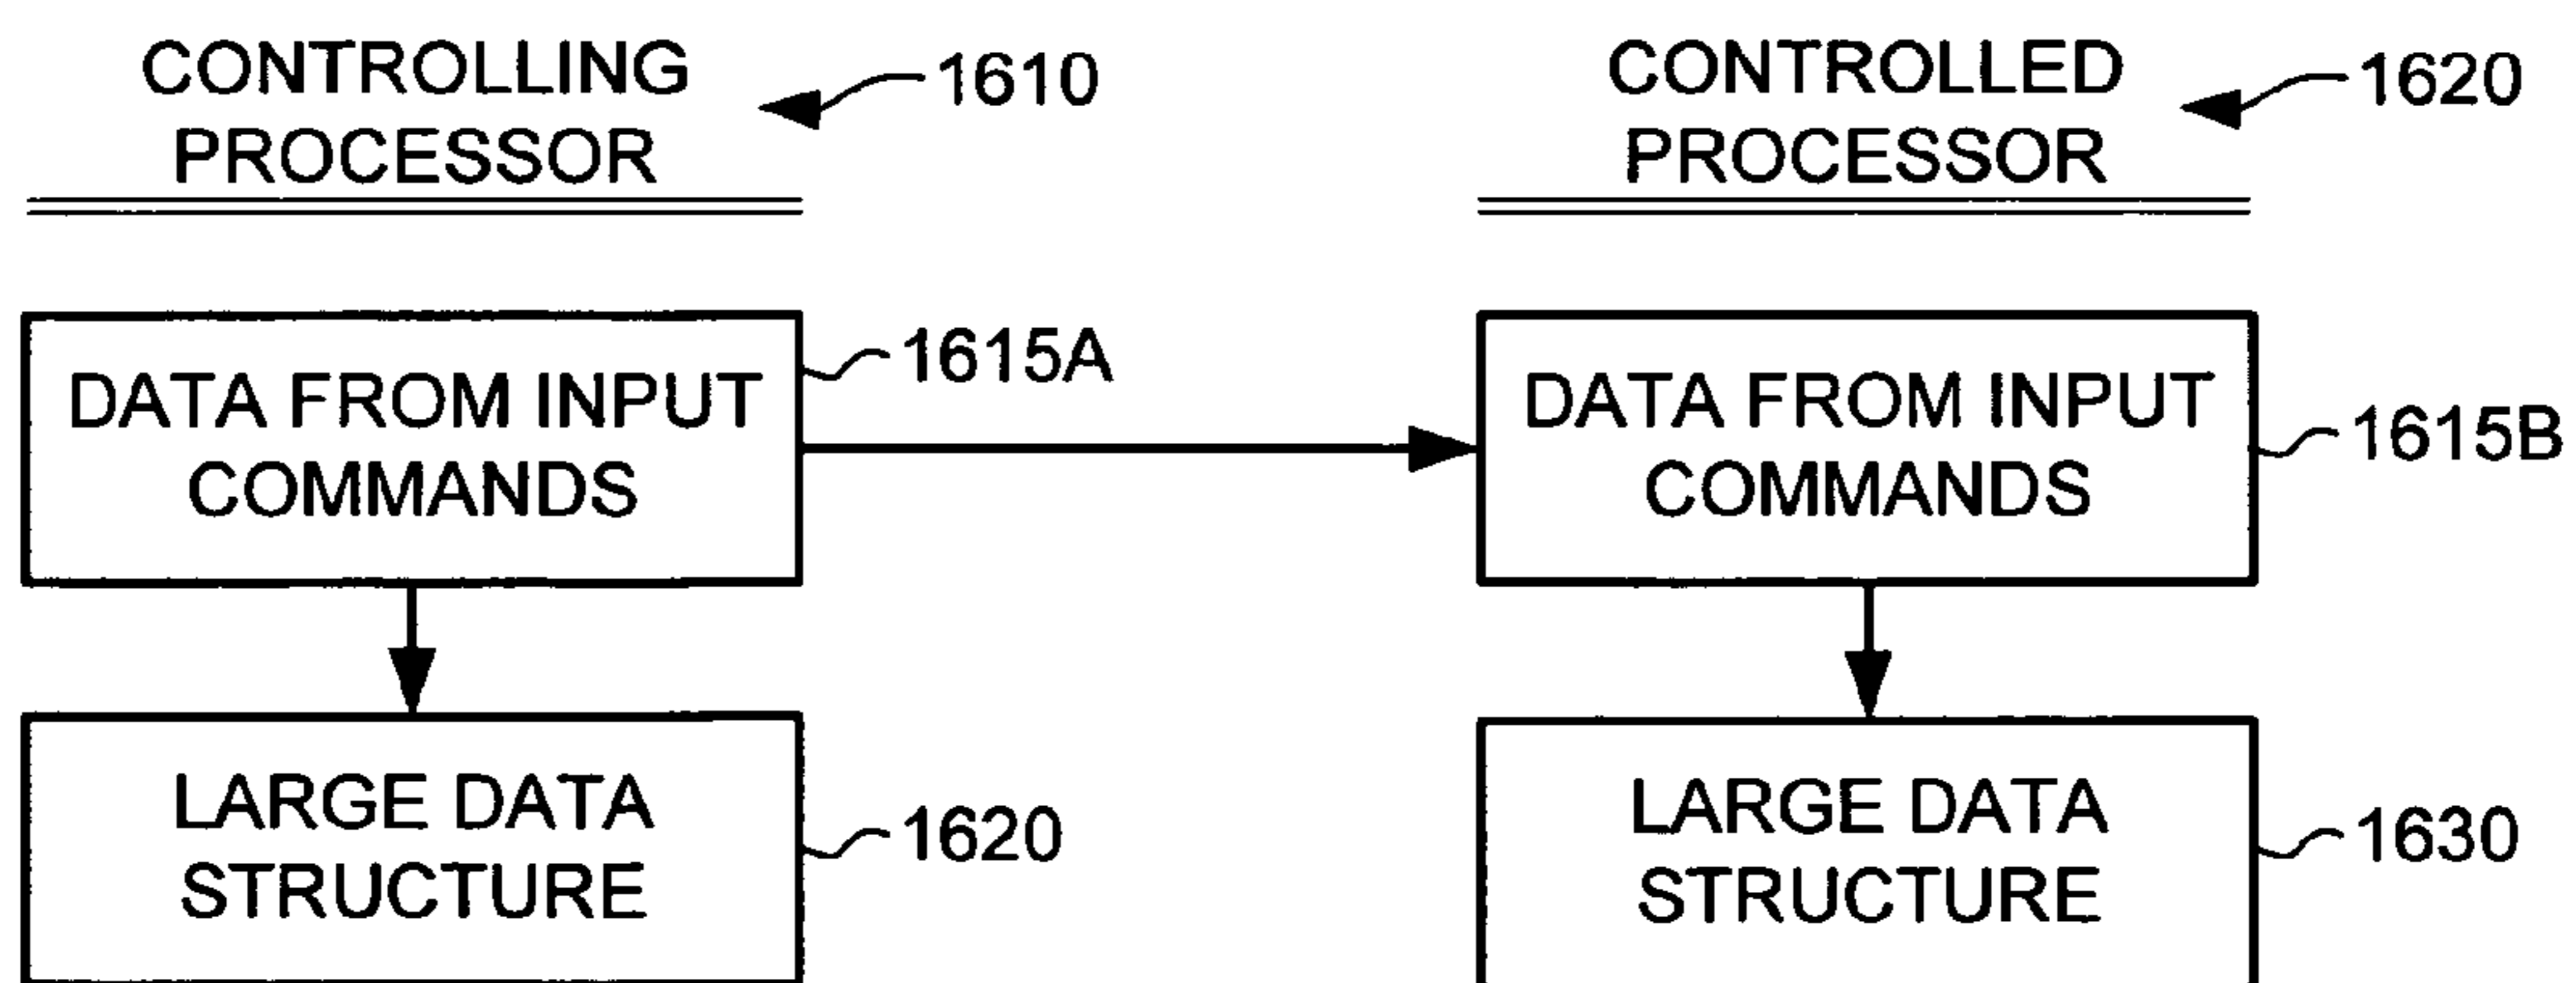 CONTROLLING
PROCESSOR
1610
CONTROLLED
PROCESSOR
1620
DATA FROM INPUT
COMMANDS
1615A
DATA FROM INPUT
COMMANDS
1615B
LARGE DATA
STRUCTURE
1620
LARGE DATA
STRUCTURE
1630